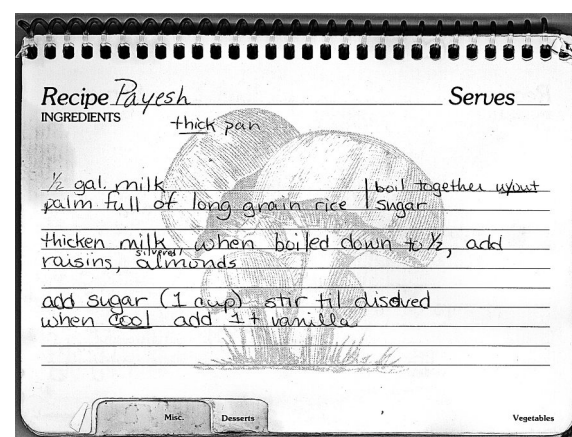 Recipe Payesh Serves
INGREDIENTS
thick pan
1/2 gal. milk
palm full of long grain rice
boil together w/out
sugar
thicken milk when boiled down to 1/2, add
raisins, slivered almonds
add sugar (1 cup) stir til disolved
when cool add 1 t vanilla
Misc. Desserts Vegetables